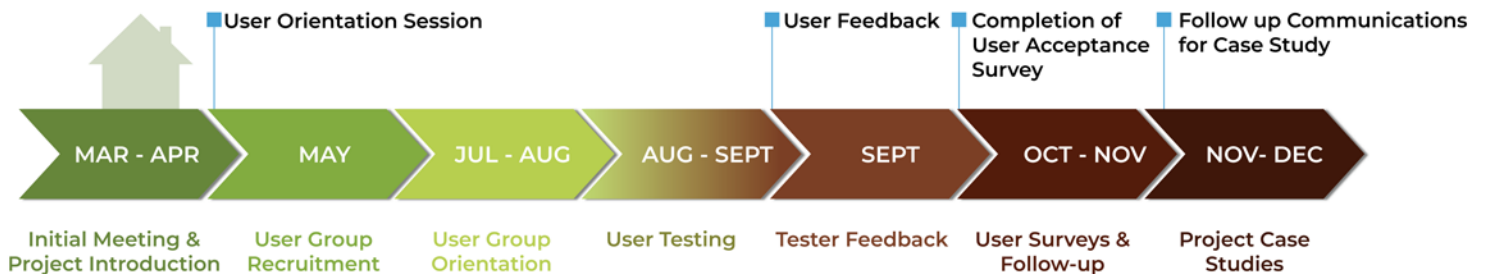 User Orientation Session
User Feedback
Completion of
User Acceptance
Survey
Follow up Communications
for Case Study
MAR - APR
MAY
JUL - AUG
AUG - SEPT
SEPT
OCT - NOV
NOV- DEC
Initial Meeting &
Project Introduction
User Group
Recruitment
User Group
Orientation
User Testing
Tester Feedback
User Surveys &
Follow-up
Project Case
Studies